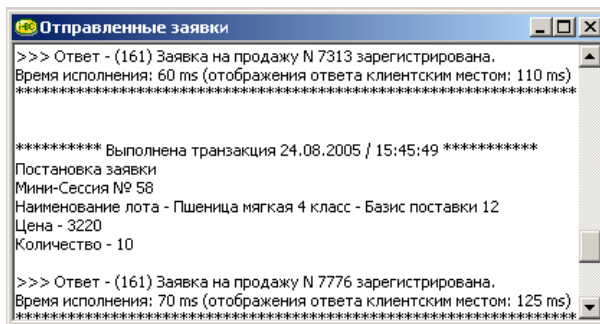 Отправленные заявки
>>> Ответ - (161) Заявка на продажу N 7313 зарегистрирована.
Время исполнения: 60 ms (отображения ответа клиентским местом: 110 ms)
**********************************************************************
********** Выполнена транзакция 24.08.2005 / 15:45:49 ***********
Постановка заявки
Мини-Сессия № 58
Наименование лота - Пшеница мягкая 4 класс - Базис поставки 12
Цена - 3220
Количество - 10
>>> Ответ - (161) Заявка на продажу N 7776 зарегистрирована.
Время исполнения: 70 ms (отображения ответа клиентским местом: 125 ms)
**********************************************************************